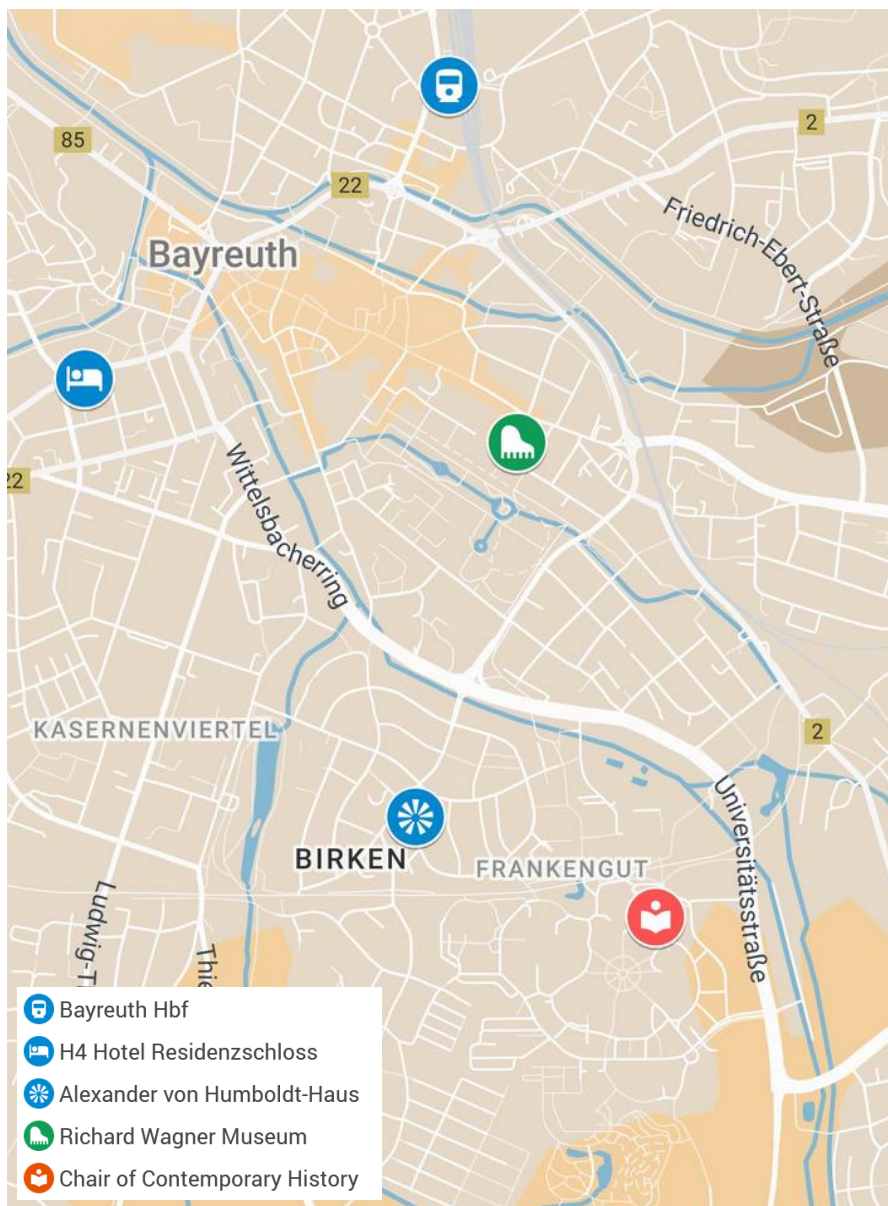 85
2
22
Friedrich-Ebert-Straße
Bayreuth
22
Wittelsbacherring
KASERNENVIERTEL
2
Universitätsstraße
BIRKEN
FRANKENGUT
Ludwig-T
Thie
Bayreuth Hbf
H4 Hotel Residenzschloss
Alexander von Humboldt-Haus
Richard Wagner Museum
Chair of Contemporary History